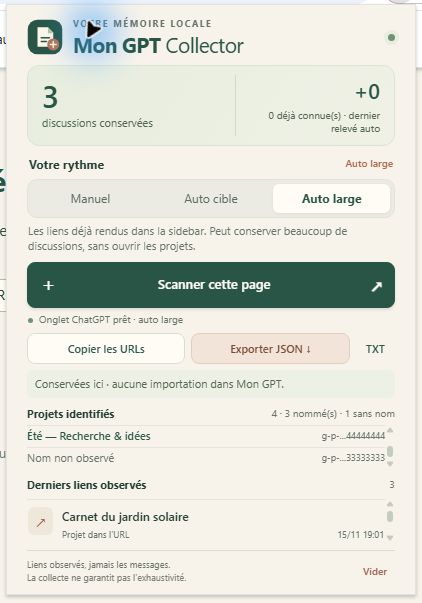 VOTRE MÉMOIRE LOCALE
Mon GPT Collector
3
discussions conservées
+0
0 déjà connue(s) · dernier
relevé auto
Votre rythme
Auto large
Manuel
Auto cible
Auto large
Les liens déjà rendus dans la sidebar. Peut conserver beaucoup de
discussions, sans ouvrir les projets.
+ Scanner cette page ↗
Onglet ChatGPT prêt · auto large
Copier les URLs
Exporter JSON ↓
TXT
Conservées ici · aucune importation dans Mon GPT.
Projets identifiés
4 · 3 nommé(s) · 1 sans nom
Été — Recherche & idées
g-p-…44444444
Nom non observé
g-p-…33333333
Derniers liens observés
3
↗
Carnet du jardin solaire
Projet dans l'URL
15/11 19:01
Liens observés, jamais les messages.
La collecte ne garantit pas l'exhaustivité.
Vider